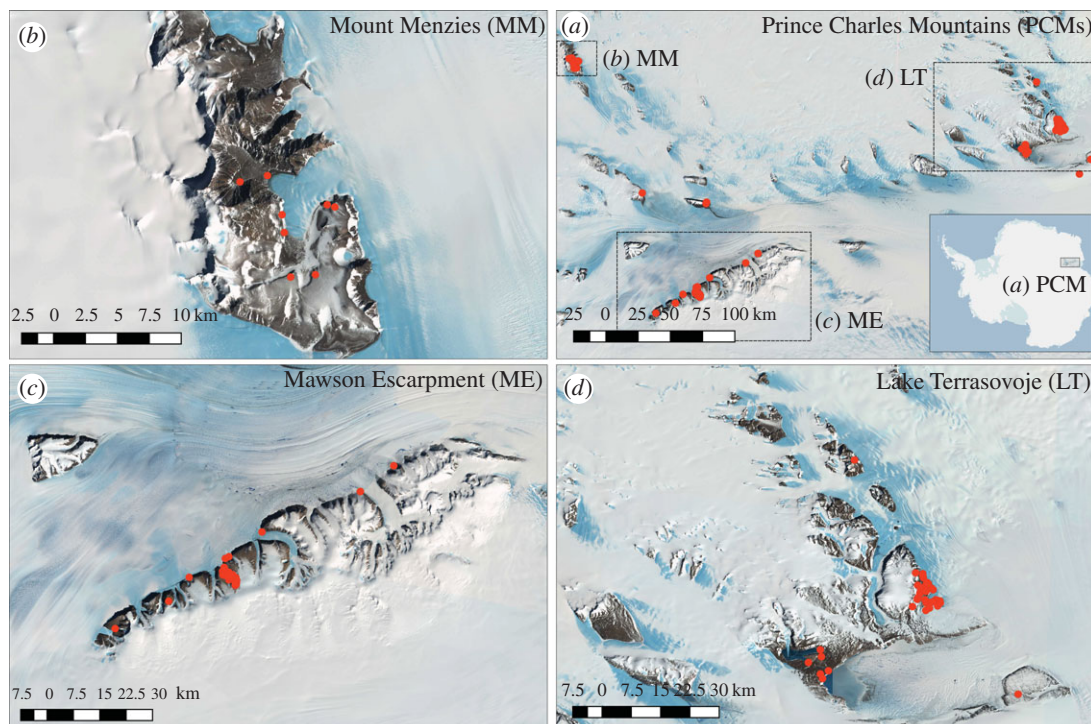 (b) Mount Menzies (MM)
2.5 0 2.5 5 7.5 10 km
(a) Prince Charles Mountains (PCMs)
(b) MM
(d) LT
(a) PCM
25 0 25 50 75 100 km
(c) ME
(c) Mawson Escarpment (ME)
7.5 0 7.5 15 22.5 30 km
(d) Lake Terrasovoje (LT)
7.5 0 7.5 15 22.5 30 km